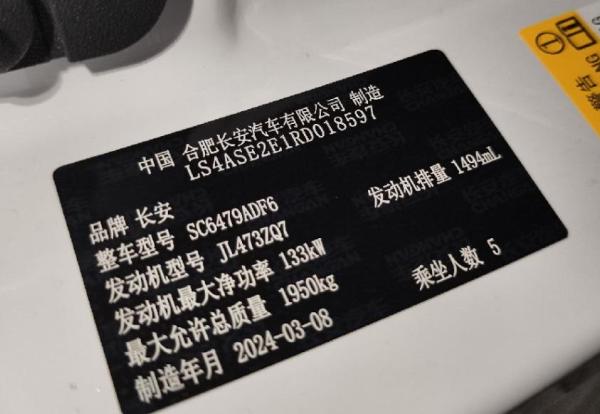 中国 合肥长安汽车有限公司 制造
LS4ASE2E1RD018597
品牌 长安
整车型号 SC6479ADF6
发动机型号 JL473ZQ7 发动机排量 1494mL
发动机最大净功率 133kW
最大允许总质量 1950kg 乘坐人数 5
制造年月 2024-03-08
警告